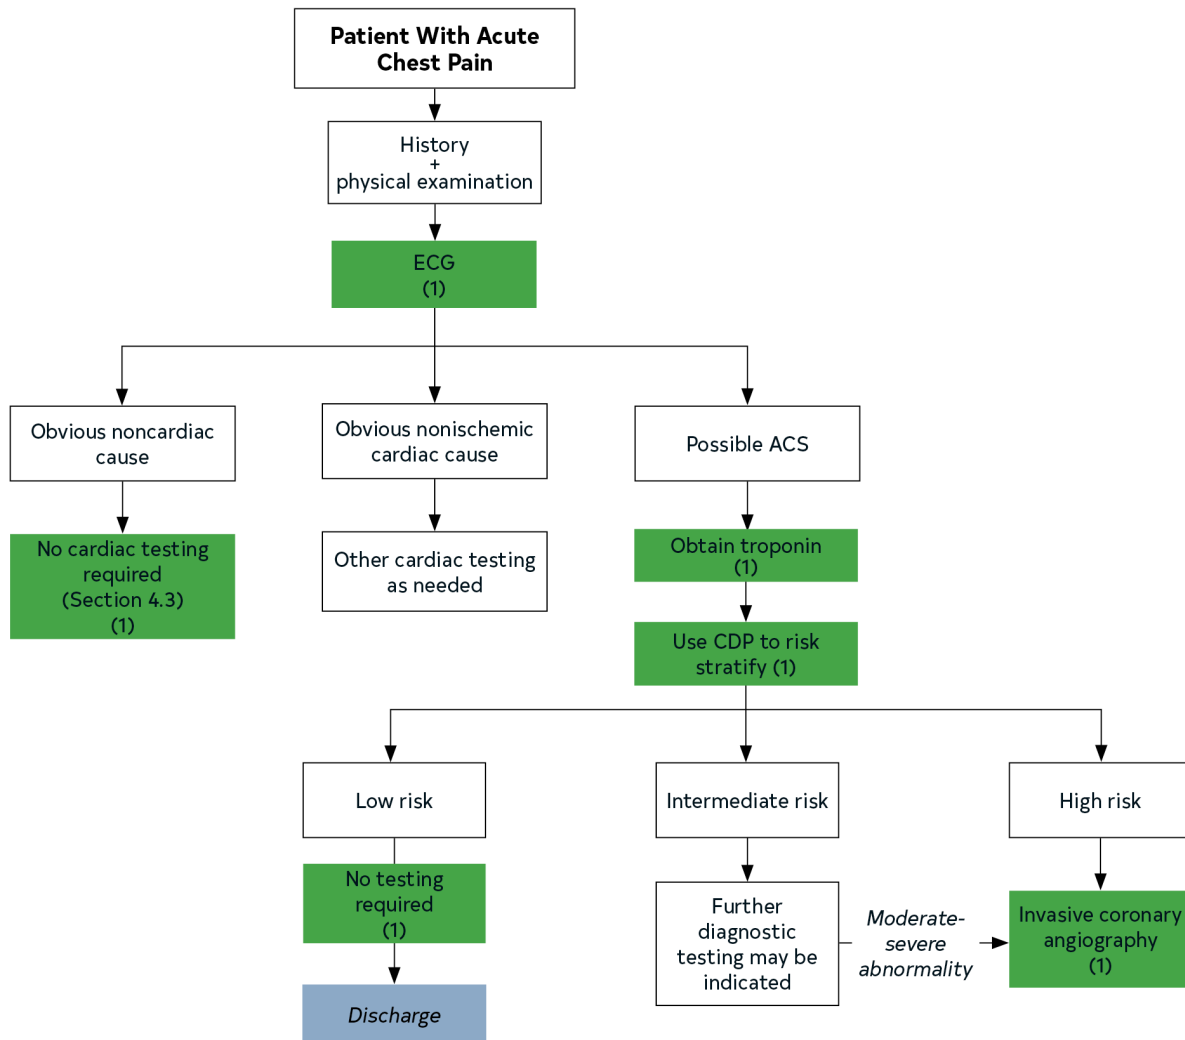 Patient With Acute
Chest Pain
History
+
physical examination
ECG
(1)
Obvious noncardiac
cause
Obvious nonischemic
cardiac cause
Possible ACS
No cardiac testing
required
(Section 4.3)
(1)
Other cardiac testing
as needed
Obtain troponin
(1)
Use CDP to risk
stratify (1)
Low risk
Intermediate risk
High risk
No testing
required
(1)
Further
diagnostic
testing may be
indicated
Moderate-
severe
abnormality
Invasive coronary
angiography
(1)
Discharge